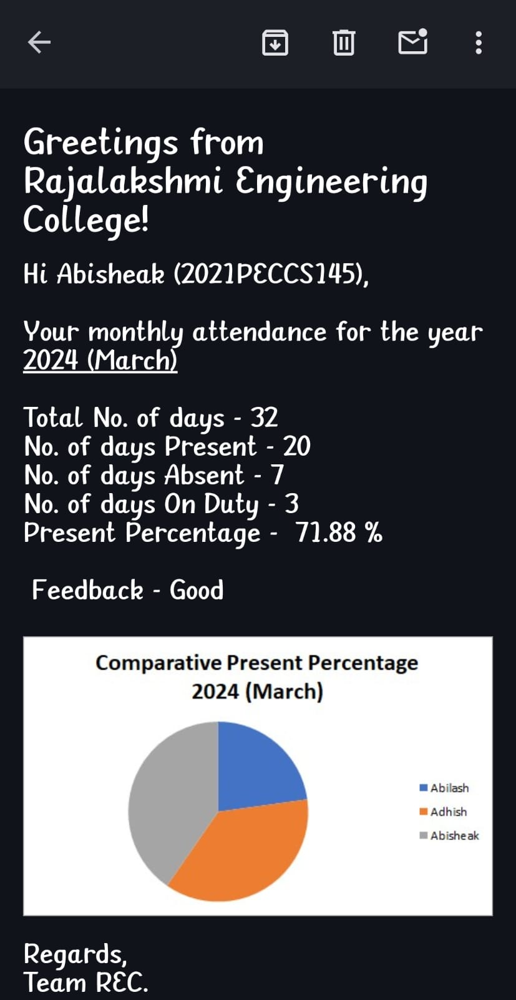 Greetings from
Rajalakshmi Engineering
College!
Hi Abisheak (2021PECCS145),
Your monthly attendance for the year
2024 (March)
Total No. of days - 32
No. of days Present - 20
No. of days Absent - 7
No. of days On Duty - 3
Present Percentage - 71.88 %
Feedback - Good
Comparative Present Percentage
2024 (March)
Abilash
Adhish
Abisheak
Regards,
Team REC.